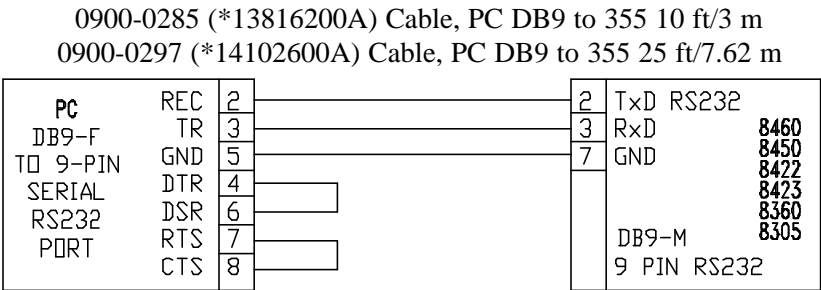 0900-0285 (*13816200A) Cable, PC DB9 to 355 10 ft/3 m
0900-0297 (*14102600A) Cable, PC DB9 to 355 25 ft/7.62 m
PC
DB9-F
TO 9-PIN
SERIAL
RS232
PORT
REC 2
TR 3
GND 5
DTR 4
DSR 6
RTS 7
CTS 8
2 TxD RS232
3 RxD
7 GND
8460
8450
8422
8423
8360
8305
DB9-M
9 PIN RS232